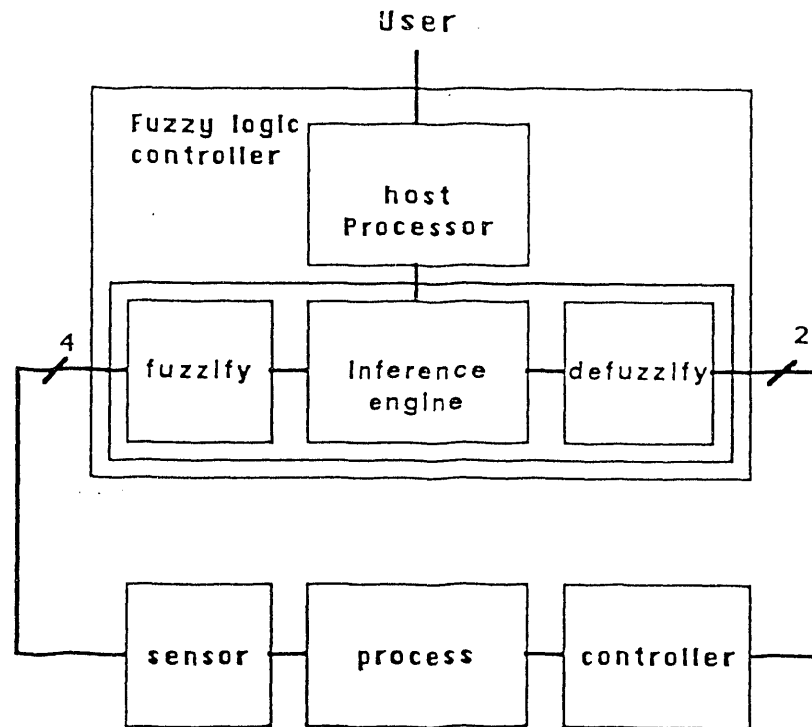 User
Fuzzy logic
controller
host
Processor
4
fuzzify
inference
engine
defuzzify
2
sensor
process
controller